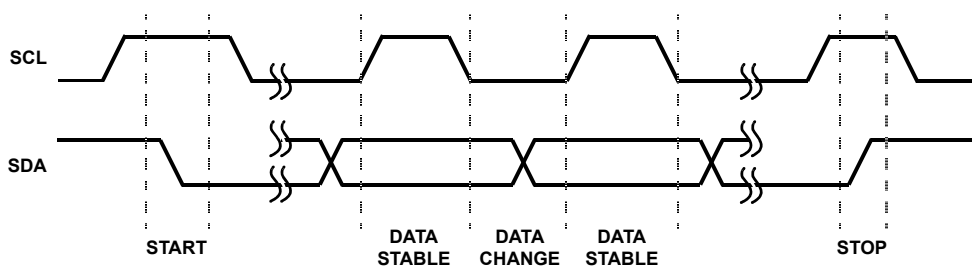 SCL
SDA
START
DATA
STABLE
DATA
CHANGE
DATA
STABLE
STOP